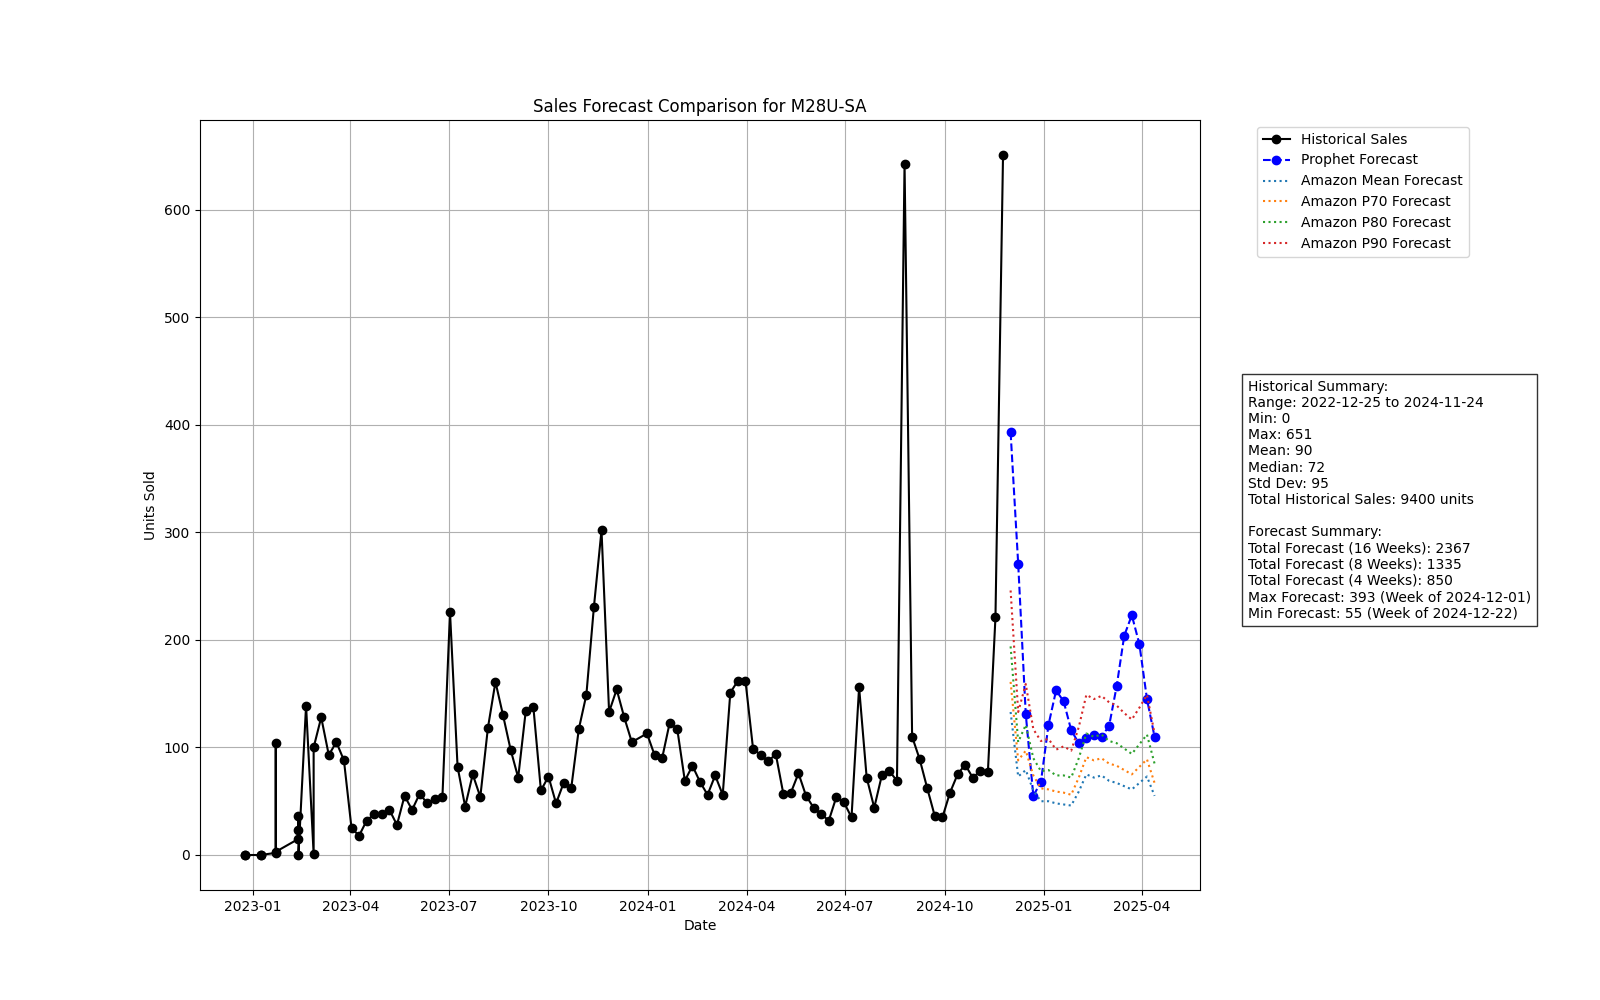 Sales Forecast Comparison for M28U-SA
Historical Sales
Prophet Forecast
Amazon Mean Forecast
Amazon P70 Forecast
Amazon P80 Forecast
Amazon P90 Forecast
600
500
400
300
200
100
0
Units Sold
2023-01
2023-04
2023-07
2023-10
2024-01
2024-04
2024-07
2024-10
2025-01
2025-04
Date
Historical Summary:
Range: 2022-12-25 to 2024-11-24
Min: 0
Max: 651
Mean: 90
Median: 72
Std Dev: 95
Total Historical Sales: 9400 units
Forecast Summary:
Total Forecast (16 Weeks): 2367
Total Forecast (8 Weeks): 1335
Total Forecast (4 Weeks): 850
Max Forecast: 393 (Week of 2024-12-01)
Min Forecast: 55 (Week of 2024-12-22)